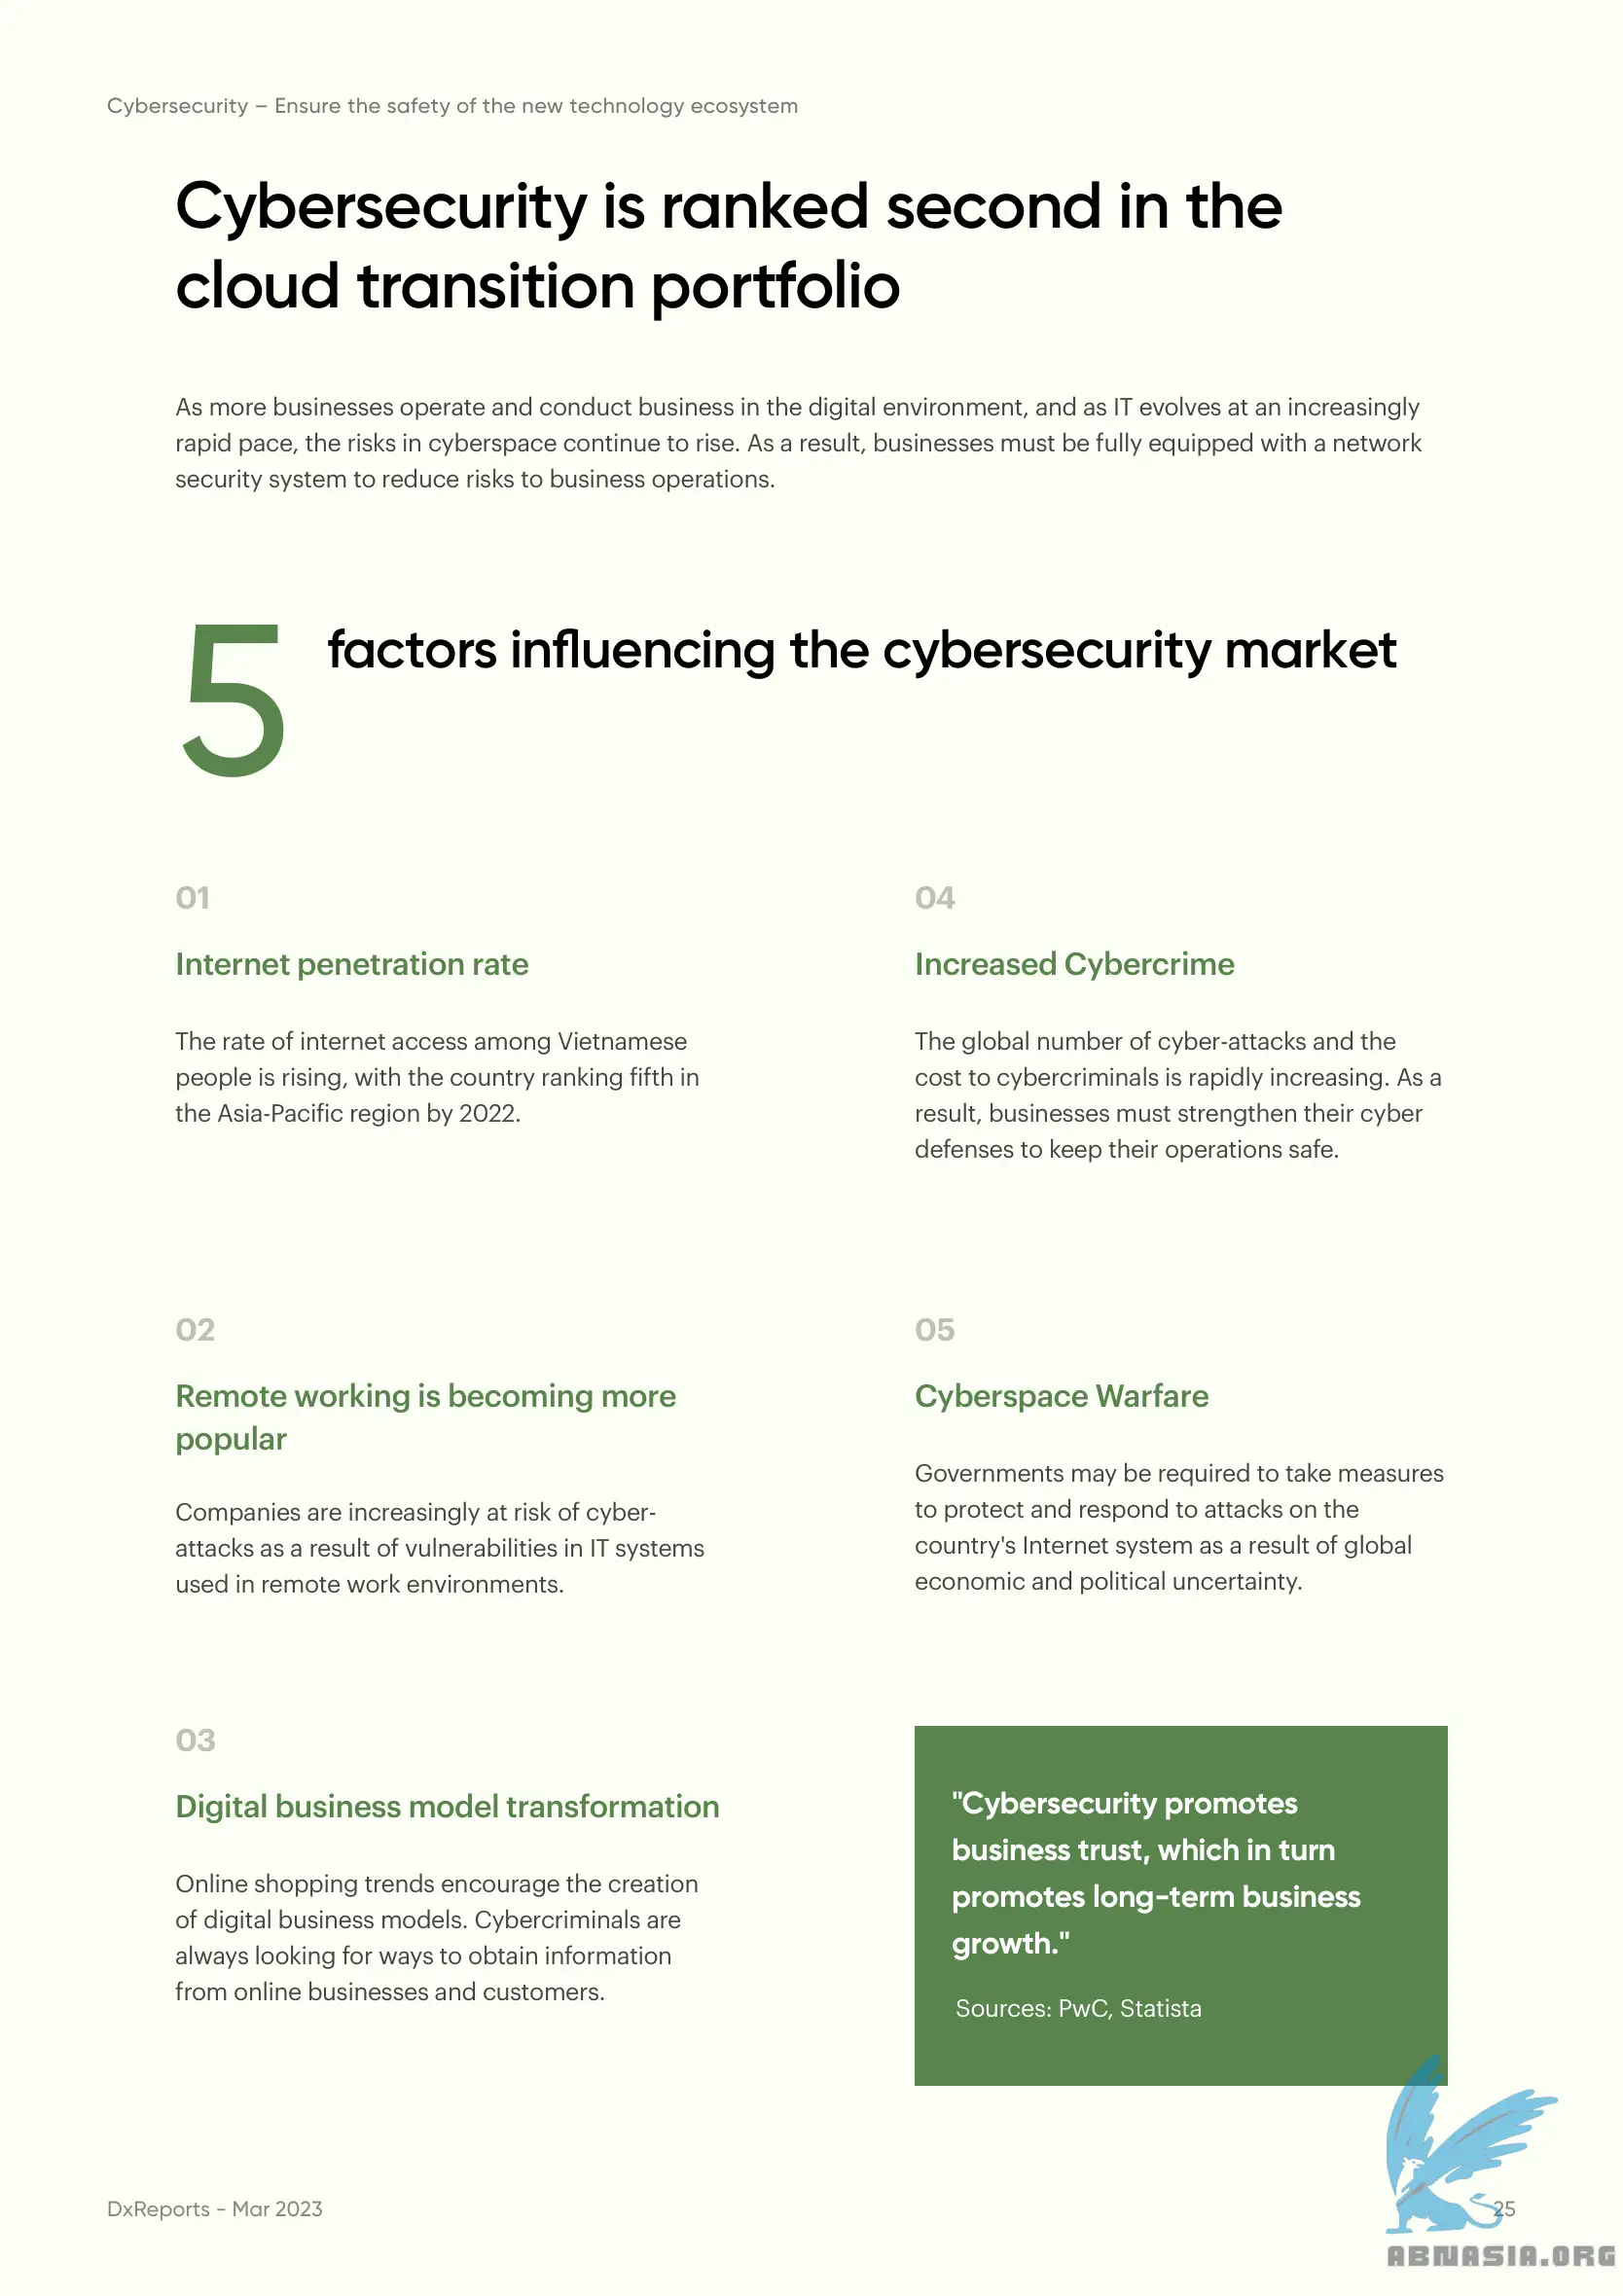 Cybersecurity – Ensure the safety of the new technology ecosystem
Cybersecurity is ranked second in the
cloud transition portfolio
As more businesses operate and conduct business in the digital environment, and as IT evolves at an increasingly
rapid pace, the risks in cyberspace continue to rise. As a result, businesses must be fully equipped with a network
security system to reduce risks to business operations.
5 factors influencing the cybersecurity market
01
Internet penetration rate
The rate of internet access among Vietnamese
people is rising, with the country ranking fifth in
the Asia-Pacific region by 2022.
02
Remote working is becoming more
popular
Companies are increasingly at risk of cyber-
attacks as a result of vulnerabilities in IT systems
used in remote work environments.
03
Digital business model transformation
Online shopping trends encourage the creation
of digital business models. Cybercriminals are
always looking for ways to obtain information
from online businesses and customers.
04
Increased Cybercrime
The global number of cyber-attacks and the
cost to cybercriminals is rapidly increasing. As a
result, businesses must strengthen their cyber
defenses to keep their operations safe.
05
Cyberspace Warfare
Governments may be required to take measures
to protect and respond to attacks on the
country's Internet system as a result of global
economic and political uncertainty.
"Cybersecurity promotes
business trust, which in turn
promotes long-term business
growth."
Sources: PwC, Statista
DxReports - Mar 2023
25
ABNASIA.ORG